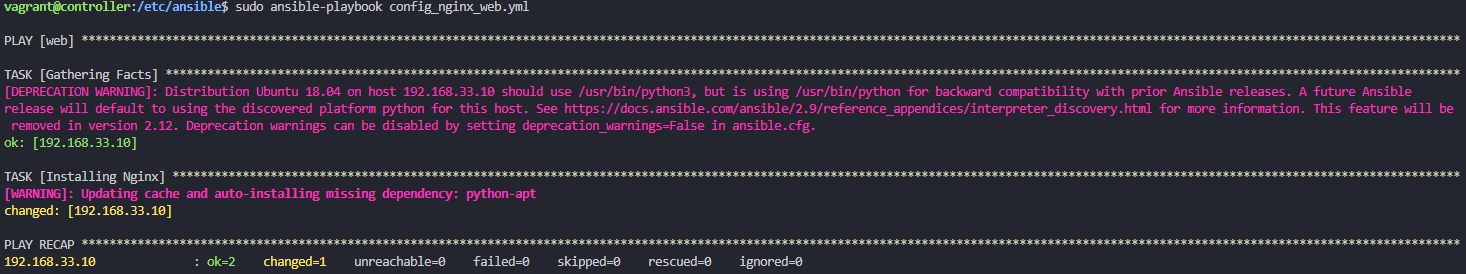 vagrant@controller:/etc/ansible$ sudo ansible-playbook config_nginx_web.yml
PLAY [web] ****************************************************************************************************************************************************************************************************
TASK [Gathering Facts] ****************************************************************************************************************************************************************************************
[DEPRECATION WARNING]: Distribution Ubuntu 18.04 on host 192.168.33.10 should use /usr/bin/python3, but is using /usr/bin/python for backward compatibility with prior Ansible releases. A future Ansible
release will default to using the discovered platform python for this host. See https://docs.ansible.com/ansible/2.9/reference_appendices/interpreter_discovery.html for more information. This feature will be
removed in version 2.12. Deprecation warnings can be disabled by setting deprecation_warnings=False in ansible.cfg.
ok: [192.168.33.10]
TASK [Installing Nginx] ***************************************************************************************************************************************************************************************
[WARNING]: Updating cache and auto-installing missing dependency: python-apt
changed: [192.168.33.10]
PLAY RECAP ****************************************************************************************************************************************************************************************************
192.168.33.10              : ok=2    changed=1    unreachable=0    failed=0    skipped=0    rescued=0    ignored=0